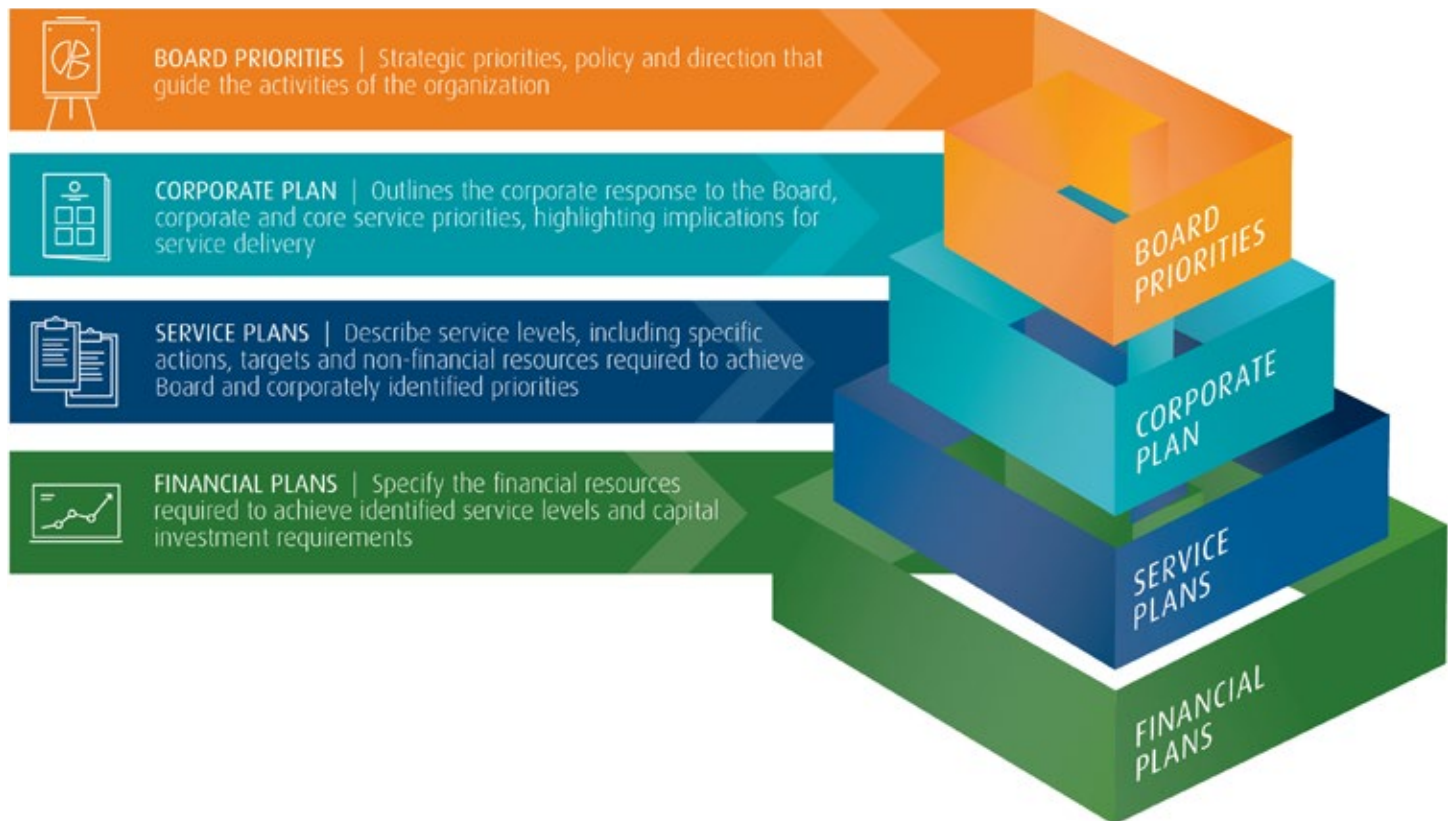 BOARD PRIORITIES | Strategic priorities, policy and direction that
guide the activities of the organization
CORPORATE PLAN | Outlines the corporate response to the Board,
corporate and core service priorities, highlighting implications for
service delivery
SERVICE PLANS | Describe service levels, including specific
actions, targets and non-financial resources required to achieve
Board and corporately identified priorities
FINANCIAL PLANS | Specify the financial resources
required to achieve identified service levels and capital
investment requirements
BOARD
PRIORITIES
CORPORATE
PLAN
SERVICE
PLANS
FINANCIAL
PLANS